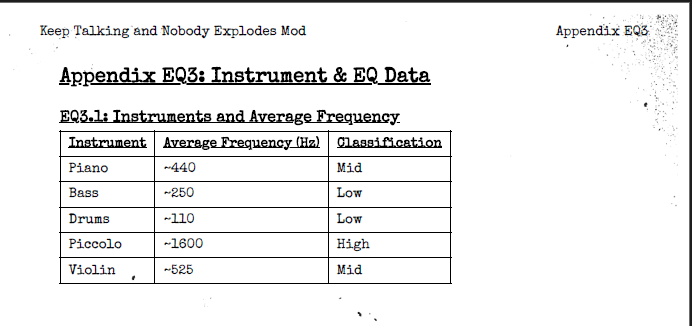 Keep Talking and Nobody Explodes Mod Appendix EQ3
Appendix EQ3: Instrument & EQ Data
EQ3.1: Instruments and Average Frequency
Instrument Average Frequency (Hz) Classification
Piano ~440 Mid
Bass ~250 Low
Drums ~110 Low
Piccolo ~1600 High
Violin ~525 Mid